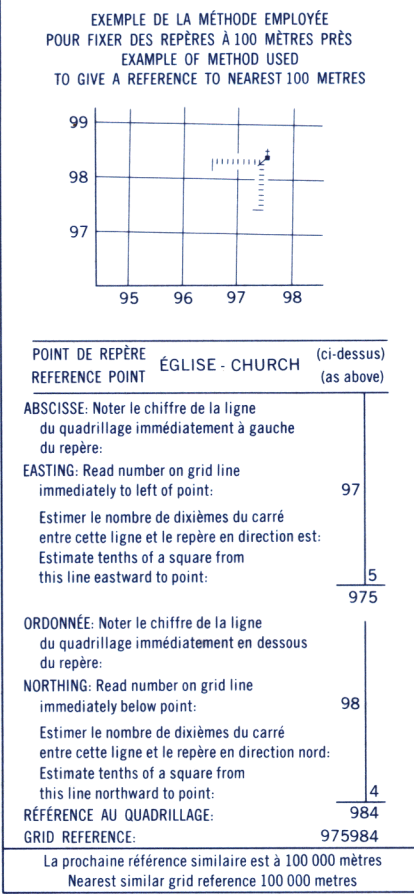 EXEMPLE DE LA MÉTHODE EMPLOYÉE
POUR FIXER DES REPÈRES À 100 MÈTRES PRÈS
EXAMPLE OF METHOD USED
TO GIVE A REFERENCE TO NEAREST 100 METRES
99
98
97
95 96 97 98
POINT DE REPÈRE
REFERENCE POINT
ÉGLISE - CHURCH
(ci-dessus)
(as above)
ABSCISSE: Noter le chiffre de la ligne
du quadrillage immédiatement à gauche
du repère:
EASTING: Read number on grid line
immediately to left of point: 97
Estimer le nombre de dixièmes du carré
entre cette ligne et le repère en direction est:
Estimate tenths of a square from
this line eastward to point: 5
975
ORDONNÉE: Noter le chiffre de la ligne
du quadrillage immédiatement en dessous
du repère:
NORTHING: Read number on grid line
immediately below point: 98
Estimer le nombre de dixièmes du carré
entre cette ligne et le repère en direction nord:
Estimate tenths of a square from
this line northward to point: 4
RÉFÉRENCE AU QUADRILLAGE: 984
GRID REFERENCE: 975984
La prochaine référence similaire est à 100 000 mètres
Nearest similar grid reference 100 000 metres